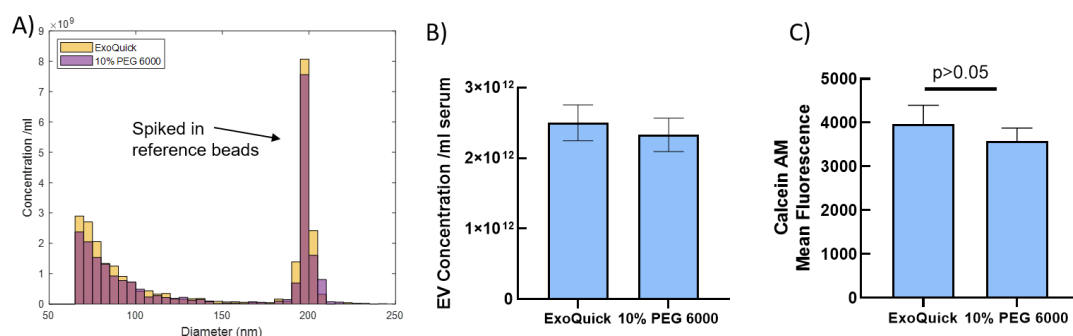 A)
×10⁹
9
8
7
6
5
4
3
2
1
0
Concentration /ml
ExoQuick
10% PEG 6000
Spiked in
reference beads
50
100
150
200
250
Diameter (nm)
B)
3×10¹²
2×10¹²
1×10¹²
0
EV Concentration /ml serum
ExoQuick 10% PEG 6000
C)
p>0.05
5000
4000
3000
2000
1000
0
Calcein AM
Mean Fluorescence
ExoQuick 10% PEG 6000